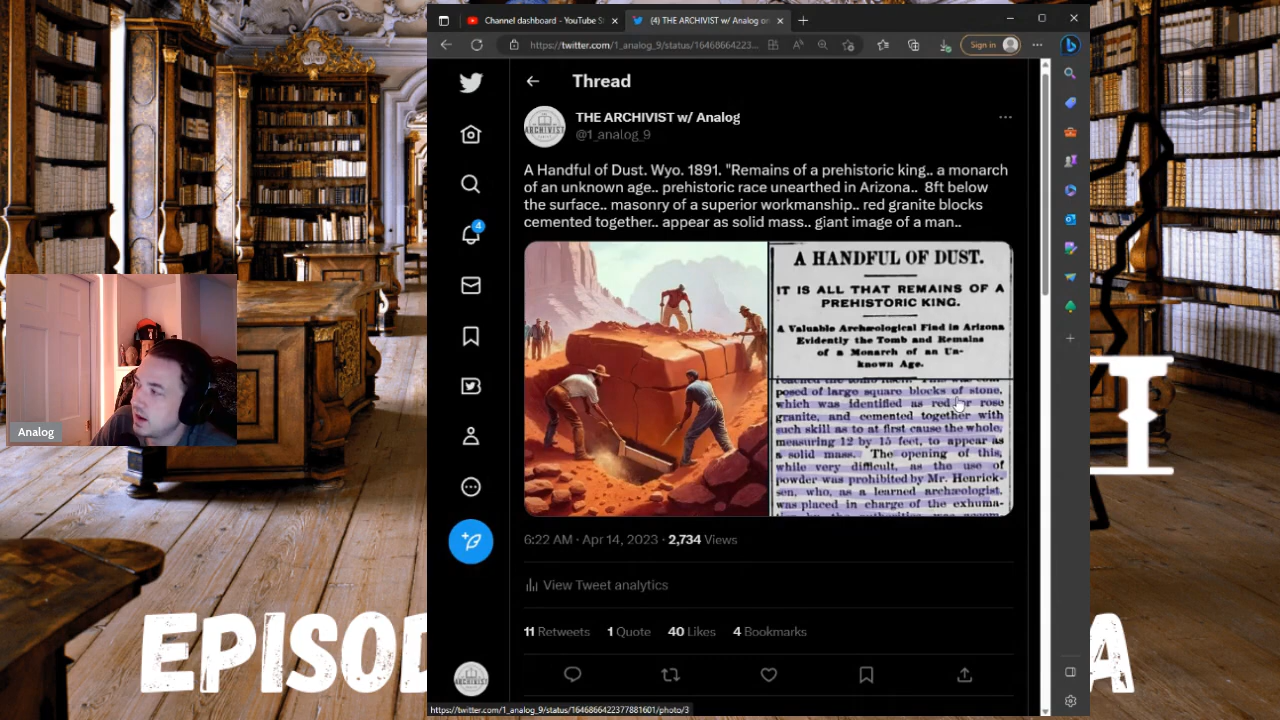 Channel dashboard - YouTube S
(4) THE ARCHIVIST w/ Analog on
https://twitter.com/1_analog_9/status/16468664223...
Sign in
Thread
THE ARCHIVIST w/ Analog
@1_analog_9
A Handful of Dust. Wyo. 1891. "Remains of a prehistoric king.. a monarch
of an unknown age.. prehistoric race unearthed in Arizona.. 8ft below
the surface.. masonry of a superior workmanship.. red granite blocks
cemented together.. appear as solid mass.. giant image of a man..
A HANDFUL OF DUST.
IT IS ALL THAT REMAINS OF A
PREHISTORIC KING.
A Valuable Archæological Find in Arizona
Evidently the Tomb and Remains
of a Monarch of an Un-
known Age.
posed of large square blocks of stone,
which was identified as red or rose
granite, and cemented together with
such skill as to at first cause the whole,
measuring 12 by 15 feet, to appear as
a solid mass. The opening of this,
while very difficult, as the use of
powder was prohibited by Mr. Henrick-
sen, who, as a learned archæologist,
was placed in charge of the exhuma-
6:22 AM · Apr 14, 2023 · 2,734 Views
View Tweet analytics
11 Retweets 1 Quote 40 Likes 4 Bookmarks
4
ARCHIVIST
Analog
EPISOD
I
A
https://twitter.com/1_analog_9/status/1646866422377881601/photo/3